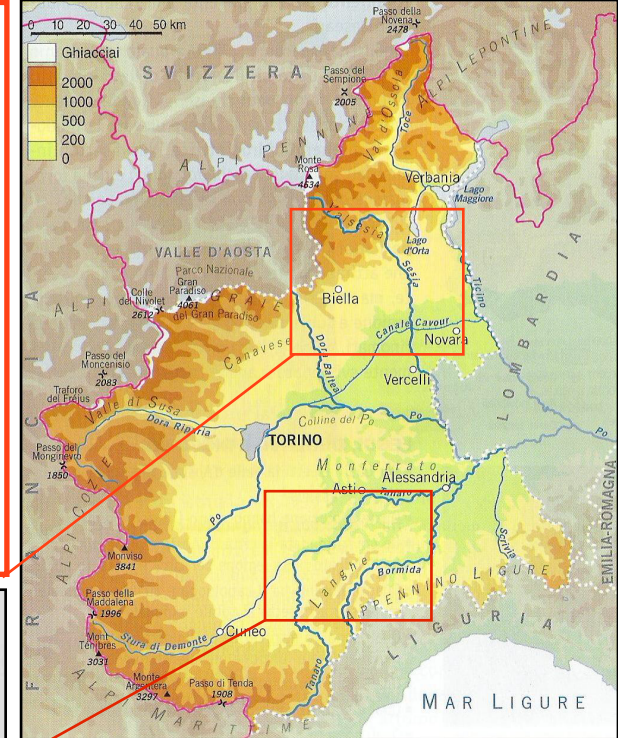 0 10 20 30 40 50 km
Ghiacciai
2000
1000
500
200
0
SVIZZERA
Passo della
Novena
2478
Passo del
Sempione
2005
ALPI LEPONTINE
Val d'Ossola
Toce
ALPI PENNINE
Monte
Rosa
4634
Verbania
Lago
Maggiore
Valsesia
Lago
d'Orta
Sesia
Ticino
VALLE D'AOSTA
Parco Nazionale
Gran
Paradiso
4061
del Gran Paradiso
Colle
del Nivolet
2612
ALPI GRAIE
Biella
Canale Cavour
Novara
LOMBARDIA
Canavese
Dora Baltea
Vercelli
Passo del
Moncenisio
2083
Traforo
del Fréjus
Valle di Susa
Dora Riparia
TORINO
Colline del Po
Po
Po
Monferrato
Passo del
Monginevro
1850
ALPI COZIE
Alessandria
Asti
Tanaro
Po
Scrivia
EMILIA-ROMAGNA
Monviso
3841
Langhe
Bormida
APPENNINO LIGURE
Passo della
Maddalena
1996
Stura di Demonte
Cuneo
LIGURIA
Mont
Ténibres
3031
Monte
Argentera
3297
Passo di Tenda
1908
Tanaro
ALPI MARITTIME
MAR LIGURE
FRANCIA